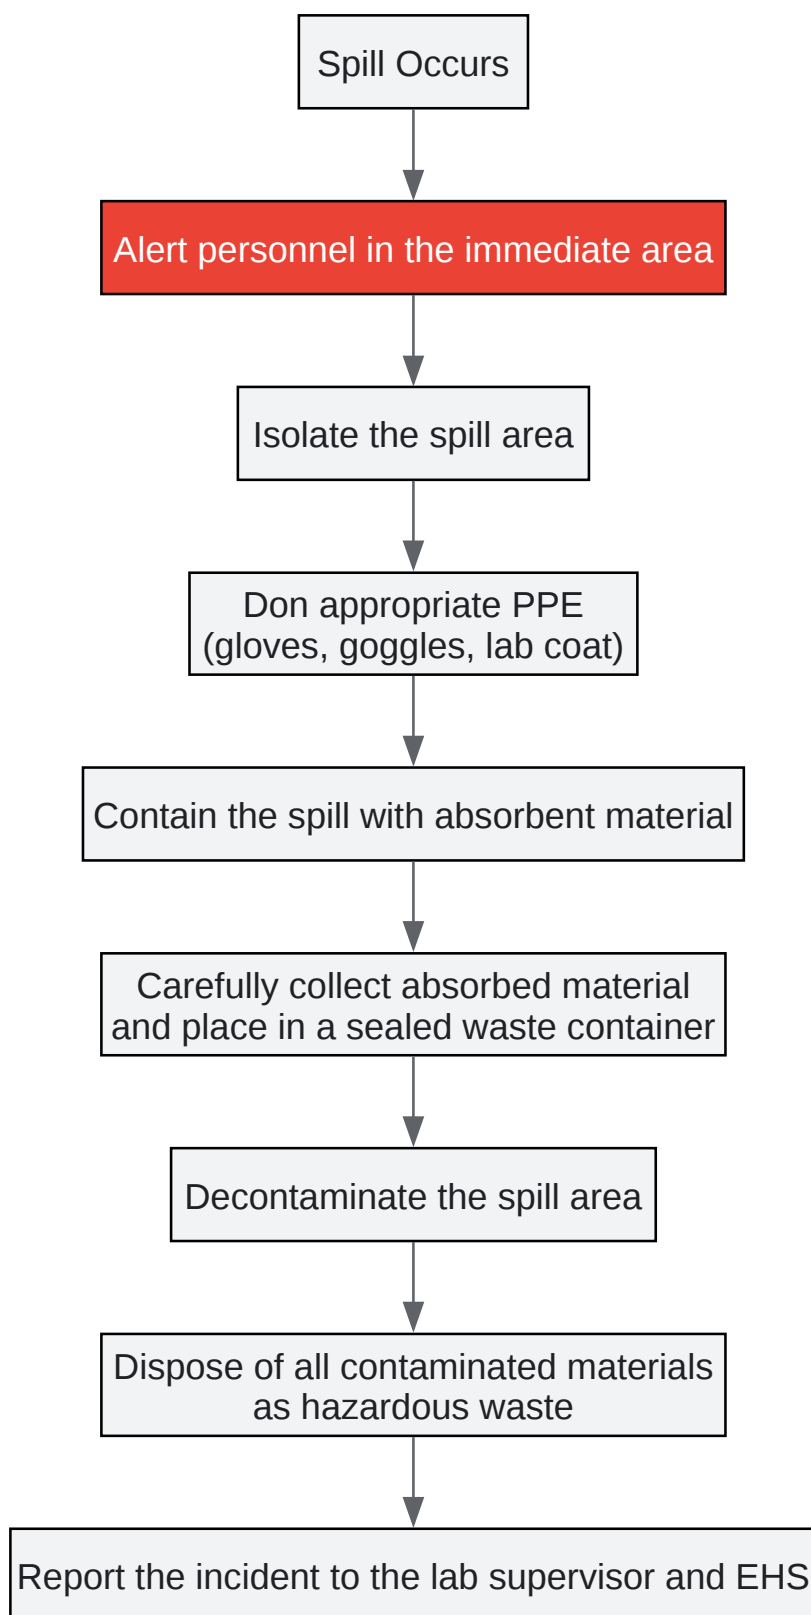 Spill Occurs
Alert personnel in the immediate area
Isolate the spill area
Don appropriate PPE
(gloves, goggles, lab coat)
Contain the spill with absorbent material
Carefully collect absorbed material
and place in a sealed waste container
Decontaminate the spill area
Dispose of all contaminated materials
as hazardous waste
Report the incident to the lab supervisor and EHS